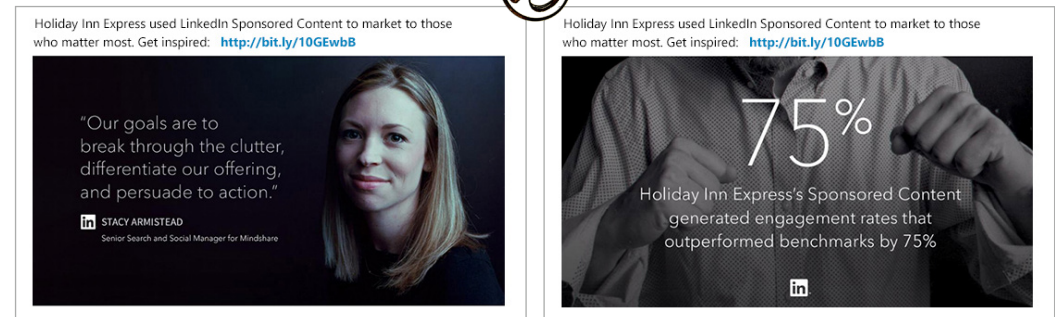 Holiday Inn Express used LinkedIn Sponsored Content to market to those
who matter most. Get inspired: http://bit.ly/10GEwbB
"Our goals are to
break through the clutter,
differentiate our offering,
and persuade to action."
in STACY ARMISTEAD
Senior Search and Social Manager for Mindshare
Holiday Inn Express used LinkedIn Sponsored Content to market to those
who matter most. Get inspired: http://bit.ly/10GEwbB
75%
Holiday Inn Express's Sponsored Content
generated engagement rates that
outperformed benchmarks by 75%
in